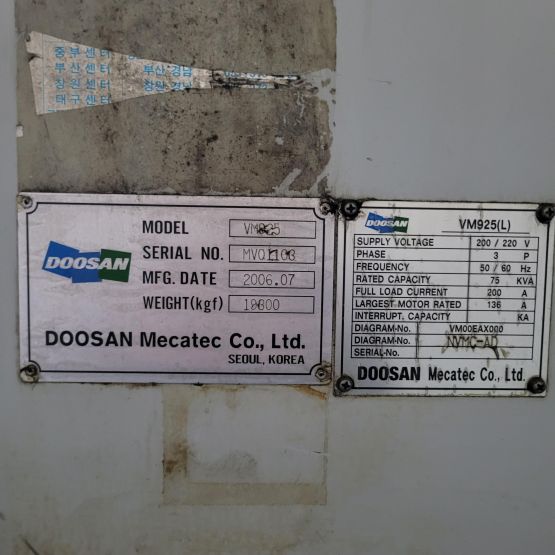 중부센터
부산센터 부산·경남
창원센터 창원·경남
대구센터
DOOSAN
MODEL VM925
SERIAL NO.
MFG. DATE 2006.07
WEIGHT(kgf)
DOOSAN Mecatec Co., Ltd.
SEOUL, KOREA
DOOSAN VM925(L)
SUPPLY VOLTAGE 200 / 220 V
PHASE 3 P
FREQUENCY 50 / 60 Hz
RATED CAPACITY 75 KVA
FULL LOAD CURRENT 200 A
LARGEST MOTOR RATED 136 A
INTERRUPT. CAPACITY KA
DIAGRAM-No. VM00EAX000
DIAGRAM-No. NVMC-AD
SERIAL-No.
DOOSAN Mecatec Co., Ltd